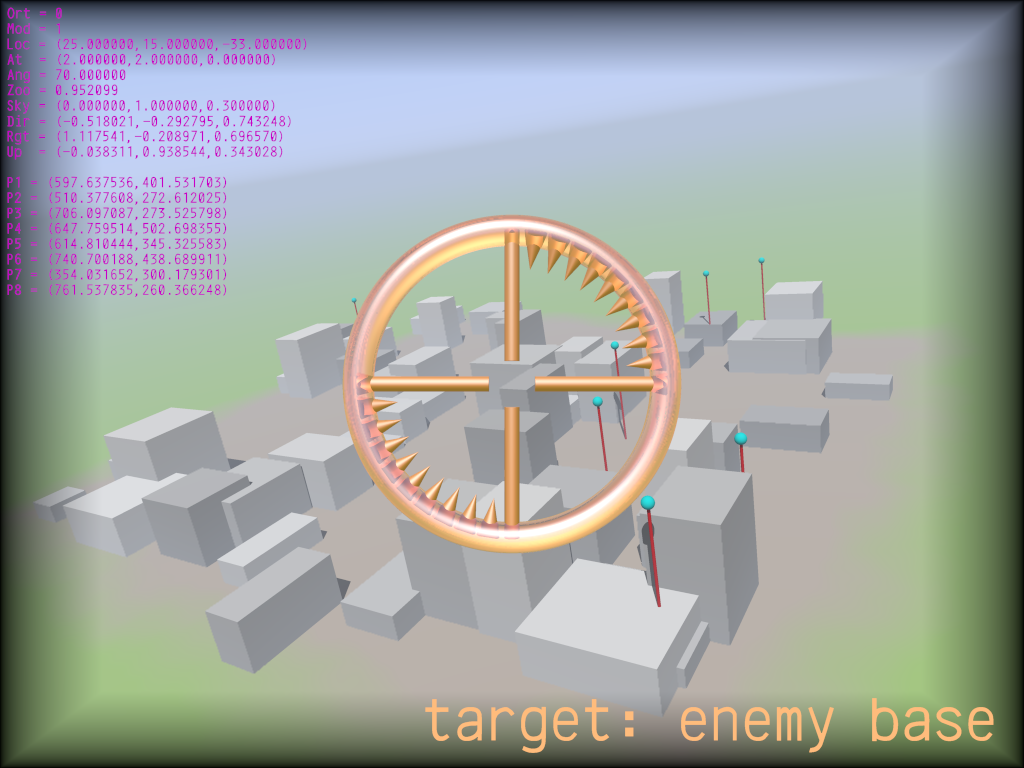 Ort = 0
Mon = 1
Loc = (25.000000,15.000000,-33.000000)
At = (2.000000,2.000000,0.000000)
Ang = 70.000000
Zoo = 0.952099
Sky = (0.000000,1.000000,0.300000)
Dir = (-0.518021,-0.292795,0.743248)
Rgt = (1.117541,-0.208971,0.696570)
Up = (-0.038311,0.938544,0.343028)
P1 = (597.637536,401.531703)
P2 = (510.377608,272.612025)
P3 = (706.097087,273.525798)
P4 = (647.759514,502.698355)
P5 = (614.810444,345.325583)
P6 = (740.700188,438.689911)
P7 = (354.031652,300.179301)
P8 = (761.537835,260.366248)
target: enemy base